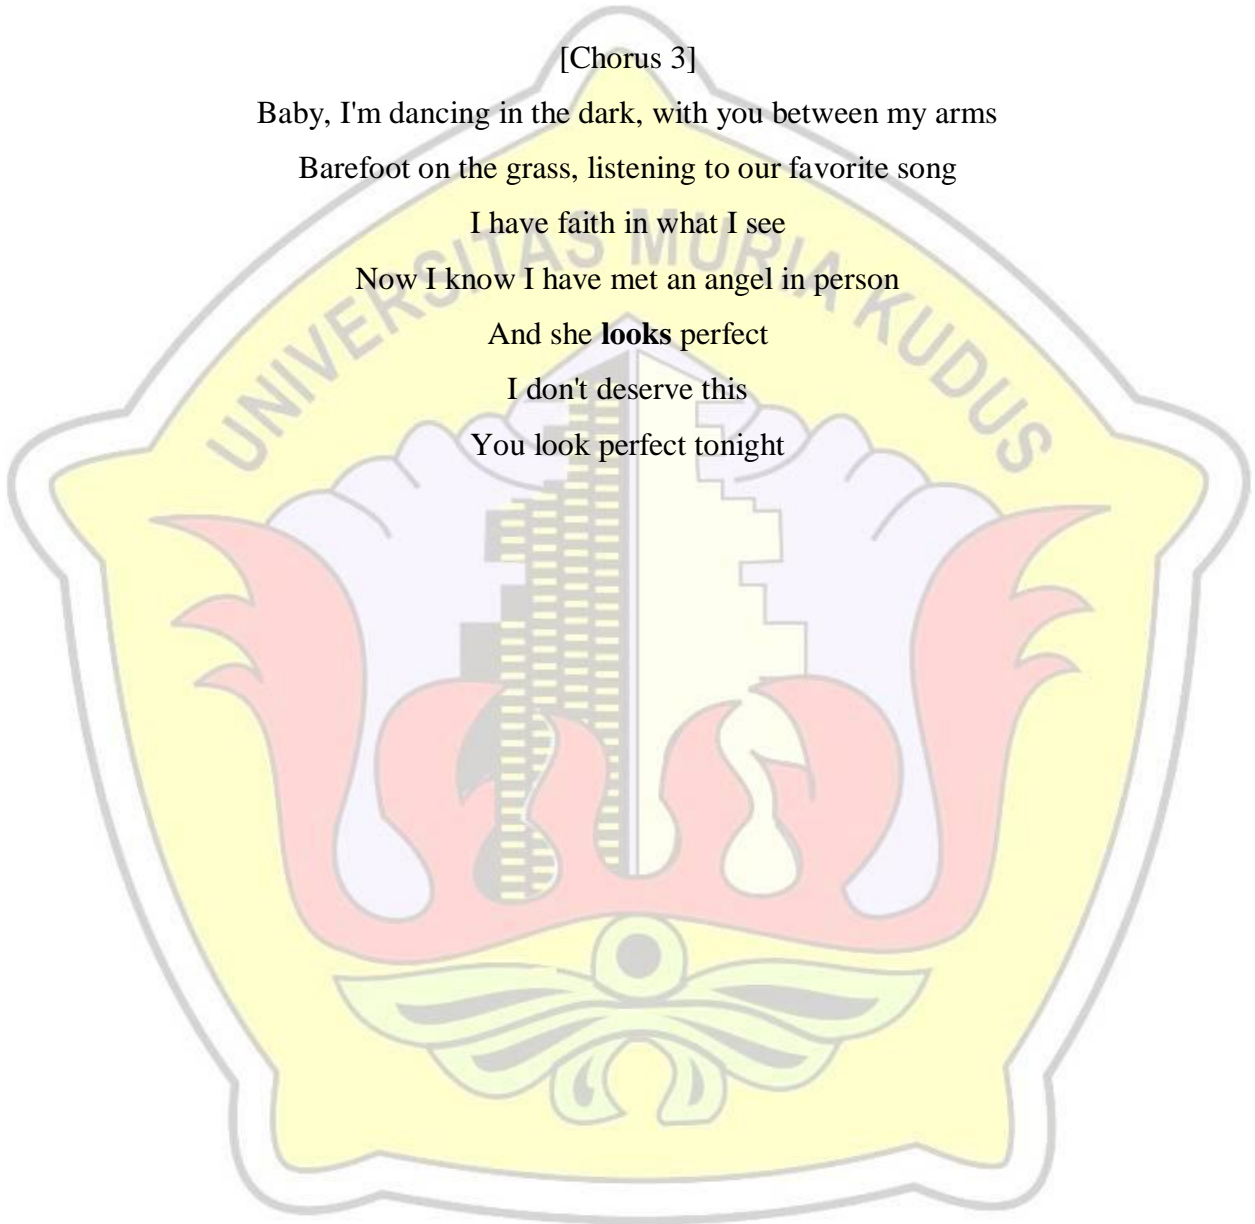 [Chorus 3]
Baby, I'm dancing in the dark, with you between my arms
Barefoot on the grass, listening to our favorite song
I have faith in what I see
UNIVERSITAS MURIA KUDUS
Now I know I have met an angel in person
And she looks perfect
I don't deserve this
You look perfect tonight